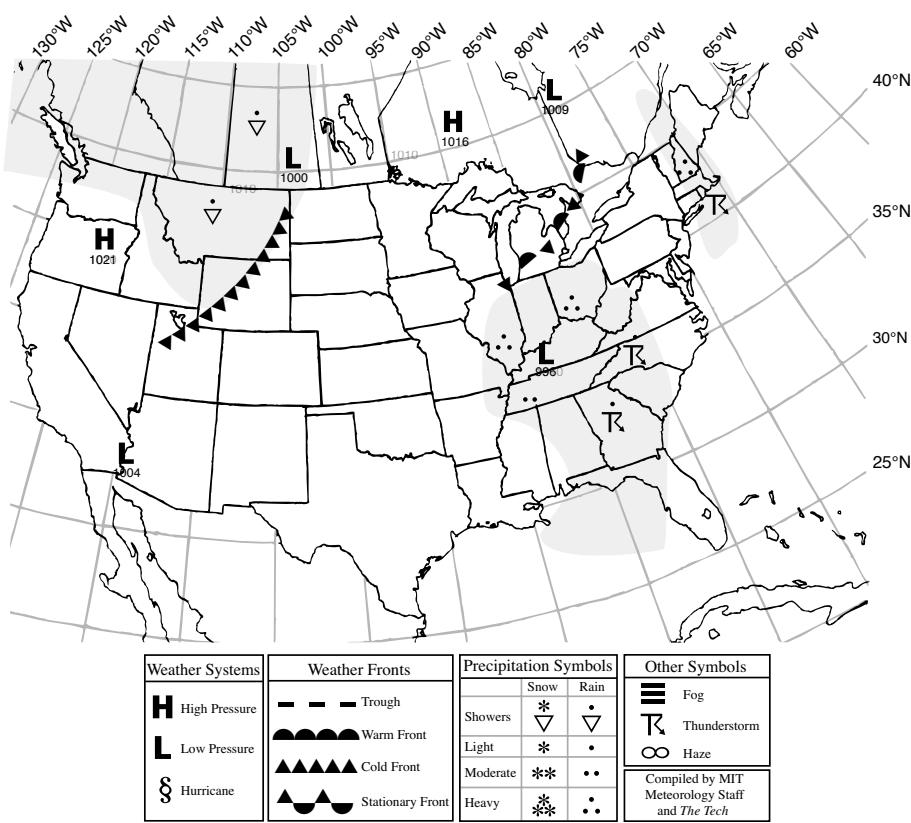 130°W 125°W 120°W 115°W 110°W 105°W 100°W 95°W 90°W 85°W 80°W 75°W 70°W 65°W 60°W
40°N
35°N
30°N
25°N
L
1009
H
1016
1010
L
1000
1010
H
1021
L
996
L
1004
Weather Systems
H High Pressure
L Low Pressure
§ Hurricane
Weather Fronts
Trough
Warm Front
Cold Front
Stationary Front
Precipitation Symbols
Snow Rain
Showers
Light
Moderate
Heavy
Other Symbols
Fog
Thunderstorm
Haze
Compiled by MIT
Meteorology Staff
and The Tech